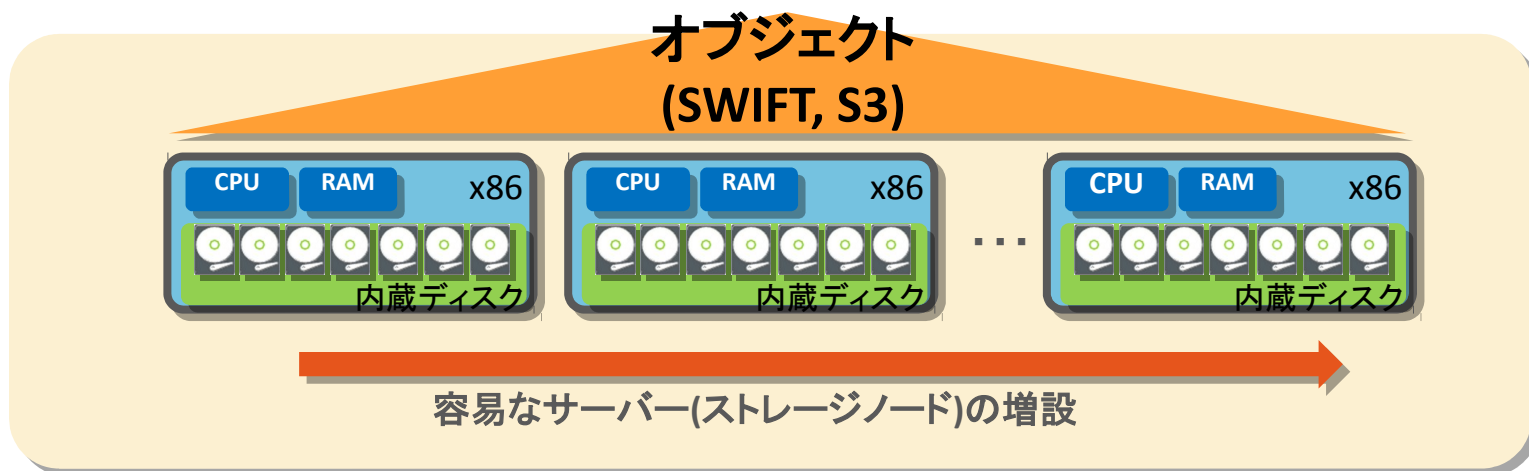 オブジェクト
(SWIFT, S3)
CPU RAM x86
内蔵ディスク
CPU RAM x86
内蔵ディスク
...
CPU RAM x86
内蔵ディスク
容易なサーバー(ストレージノード)の増設